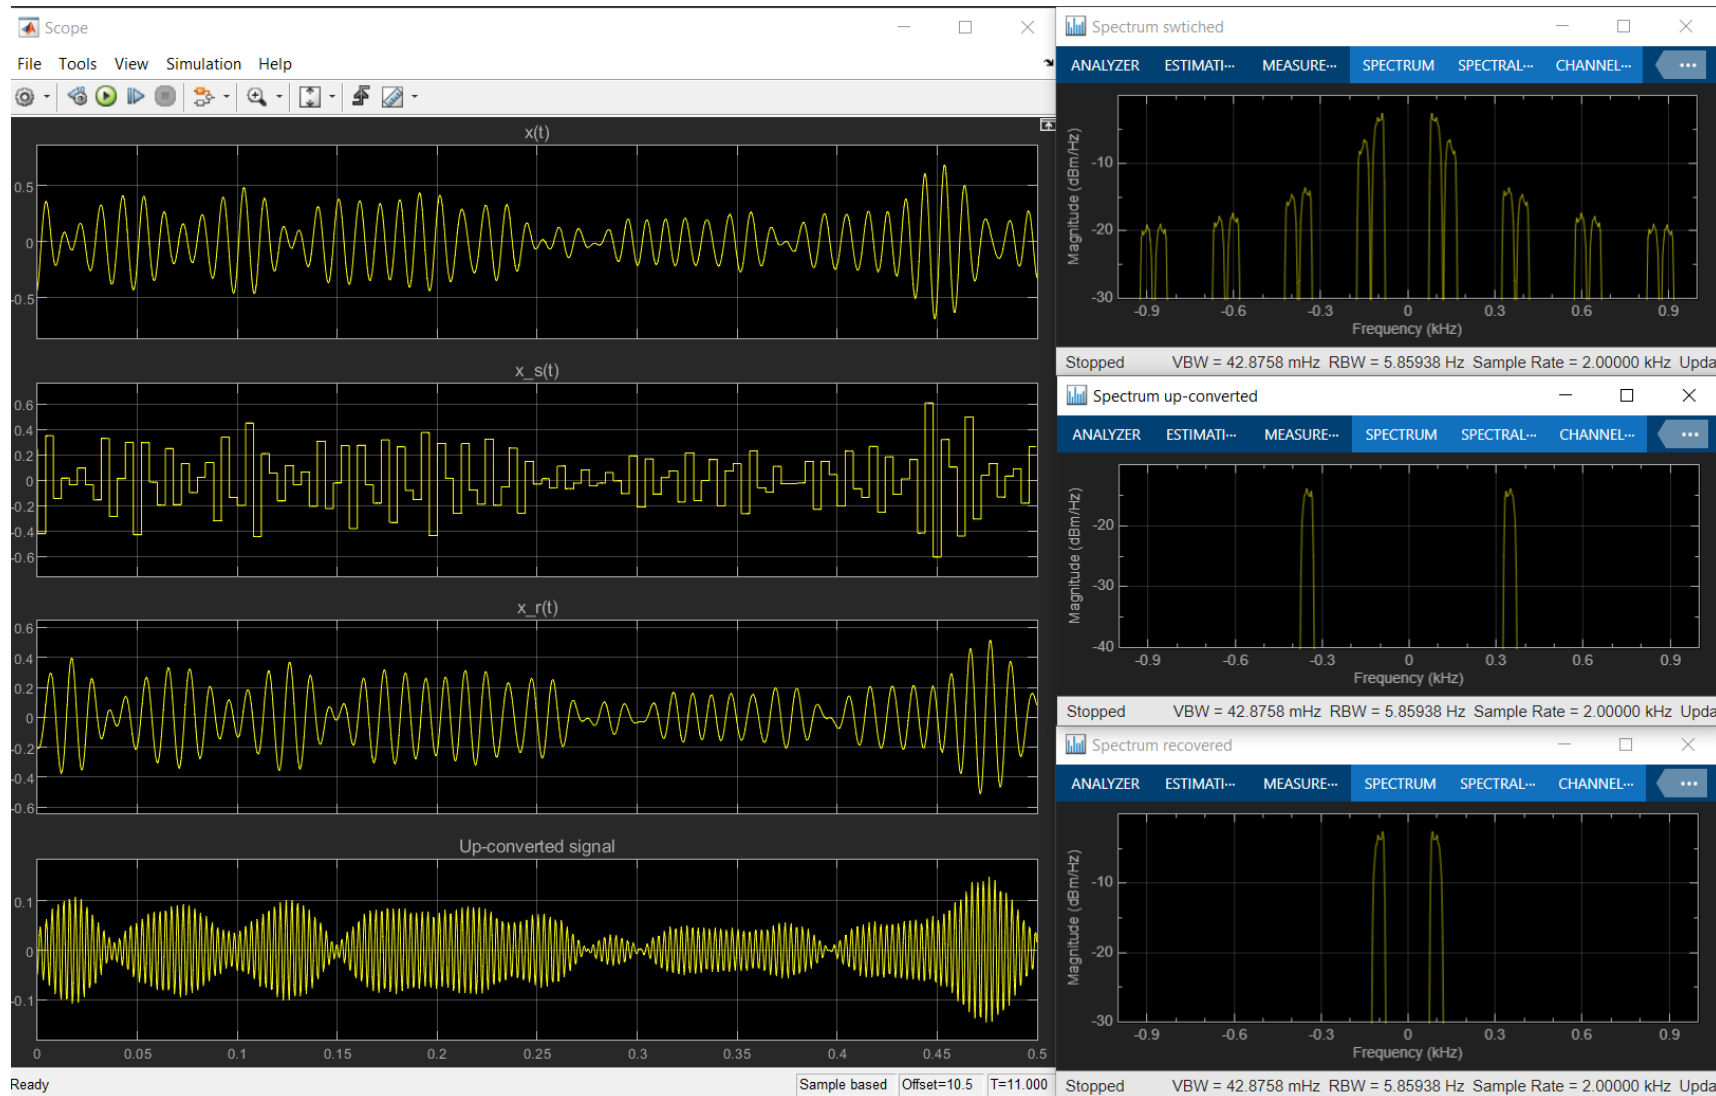 Scope
File Tools View Simulation Help
x(t)
0.5
0
-0.5
x_s(t)
0.6
0.4
0.2
0
-0.2
-0.4
-0.6
x_r(t)
0.6
0.4
0.2
0
-0.2
-0.4
-0.6
Up-converted signal
0.1
0
-0.1
0 0.05 0.1 0.15 0.2 0.25 0.3 0.35 0.4 0.45 0.5
Ready Sample based Offset=10.5 T=11.000
Spectrum swtiched
ANALYZER ESTIMATI... MEASURE... SPECTRUM SPECTRAL... CHANNEL... ...
Magnitude (dBm/Hz)
-10
-20
-30
-0.9 -0.6 -0.3 0 0.3 0.6 0.9
Frequency (kHz)
Stopped VBW = 42.8758 mHz RBW = 5.85938 Hz Sample Rate = 2.00000 kHz Upda
Spectrum up-converted
ANALYZER ESTIMATI... MEASURE... SPECTRUM SPECTRAL... CHANNEL... ...
Magnitude (dBm/Hz)
-20
-30
-40
-0.9 -0.6 -0.3 0 0.3 0.6 0.9
Frequency (kHz)
Stopped VBW = 42.8758 mHz RBW = 5.85938 Hz Sample Rate = 2.00000 kHz Upda
Spectrum recovered
ANALYZER ESTIMATI... MEASURE... SPECTRUM SPECTRAL... CHANNEL... ...
Magnitude (dBm/Hz)
-10
-20
-30
-0.9 -0.6 -0.3 0 0.3 0.6 0.9
Frequency (kHz)
Stopped VBW = 42.8758 mHz RBW = 5.85938 Hz Sample Rate = 2.00000 kHz Upda